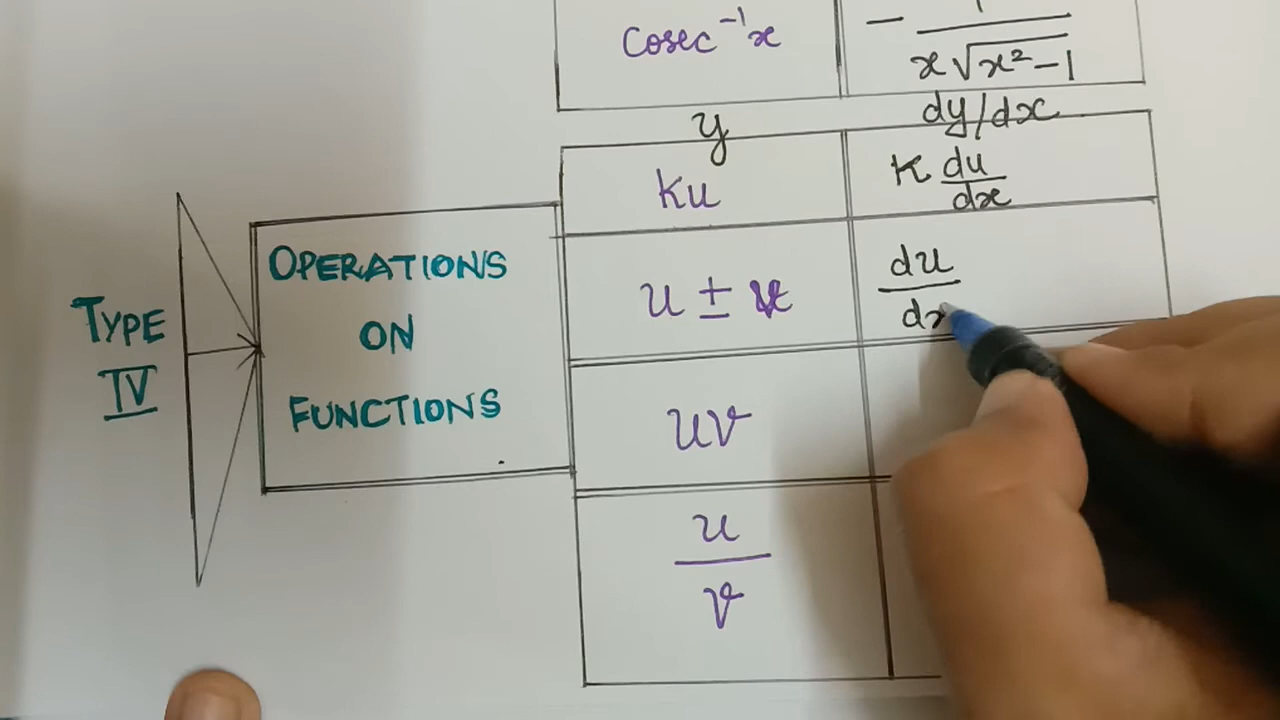 cosec⁻¹x
- 1/x√x²-1
y
dy/dx
Ku
K du/dx
u ± v
du/dx
uv
u/v
TYPE
IV
OPERATIONS
ON
FUNCTIONS